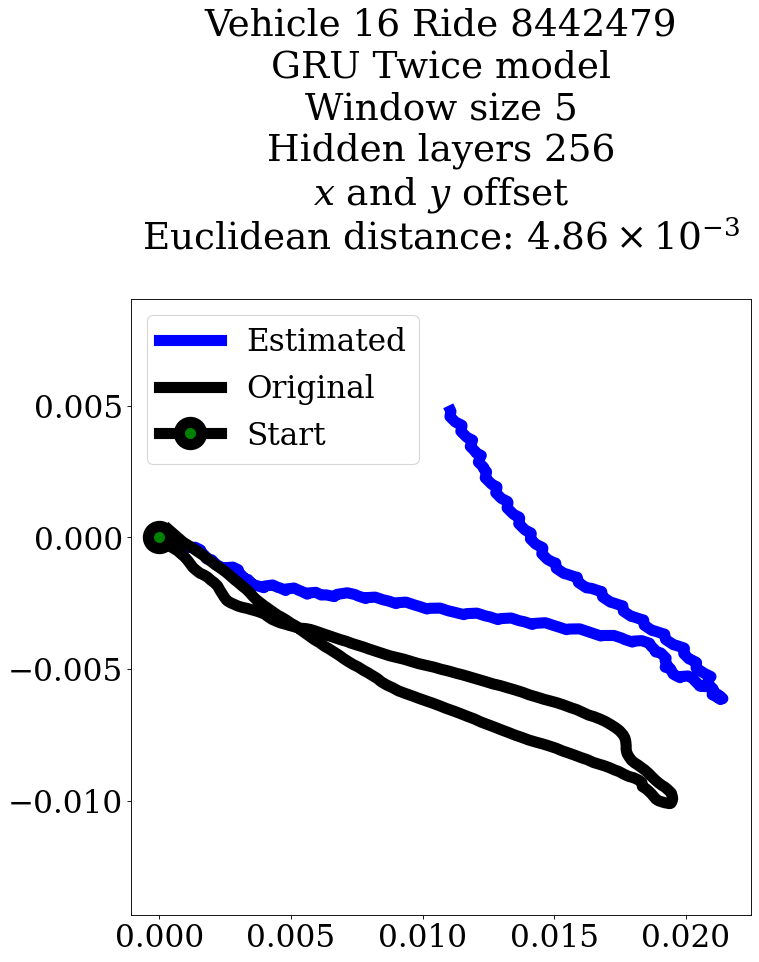 Vehicle 16 Ride 8442479
GRU Twice model
Window size 5
Hidden layers 256
x and y offset
Euclidean distance: 4.86 × 10⁻³
Estimated
Original
Start
0.005
0.000
−0.005
−0.010
0.000 0.005 0.010 0.015 0.020